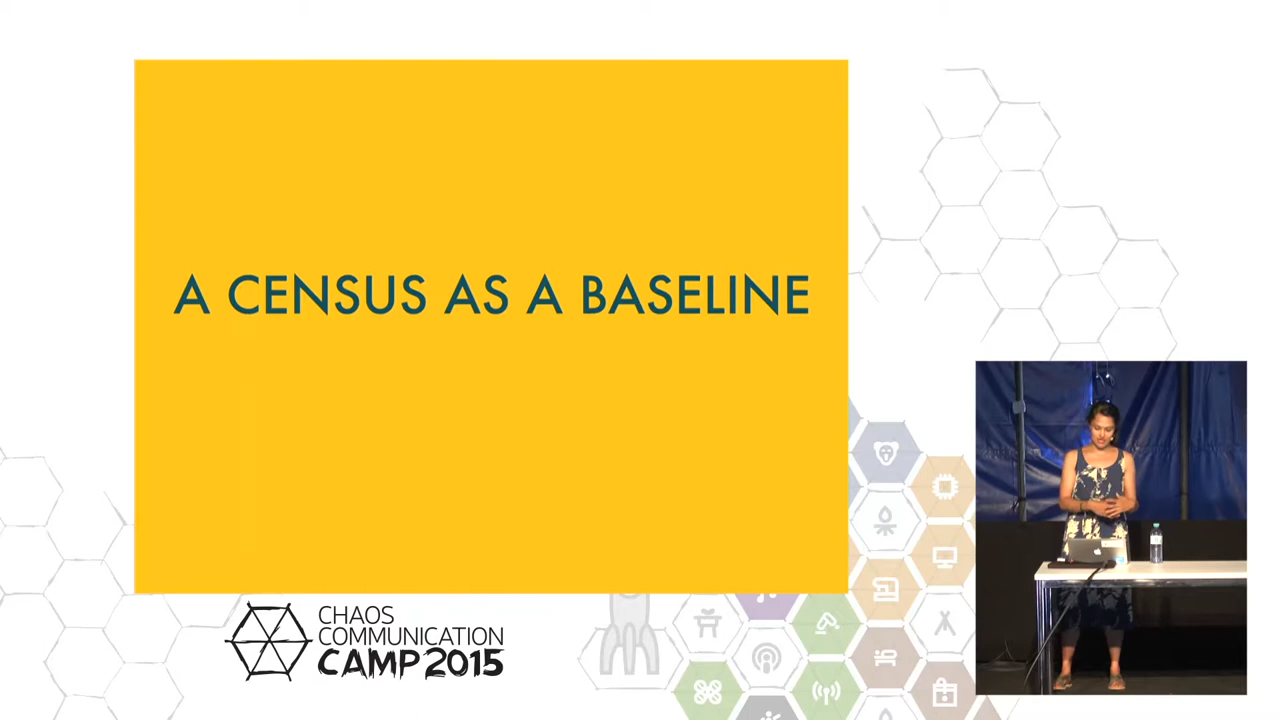 A CENSUS AS A BASELINE
CHAOS
COMMUNICATION
CAMP 2015